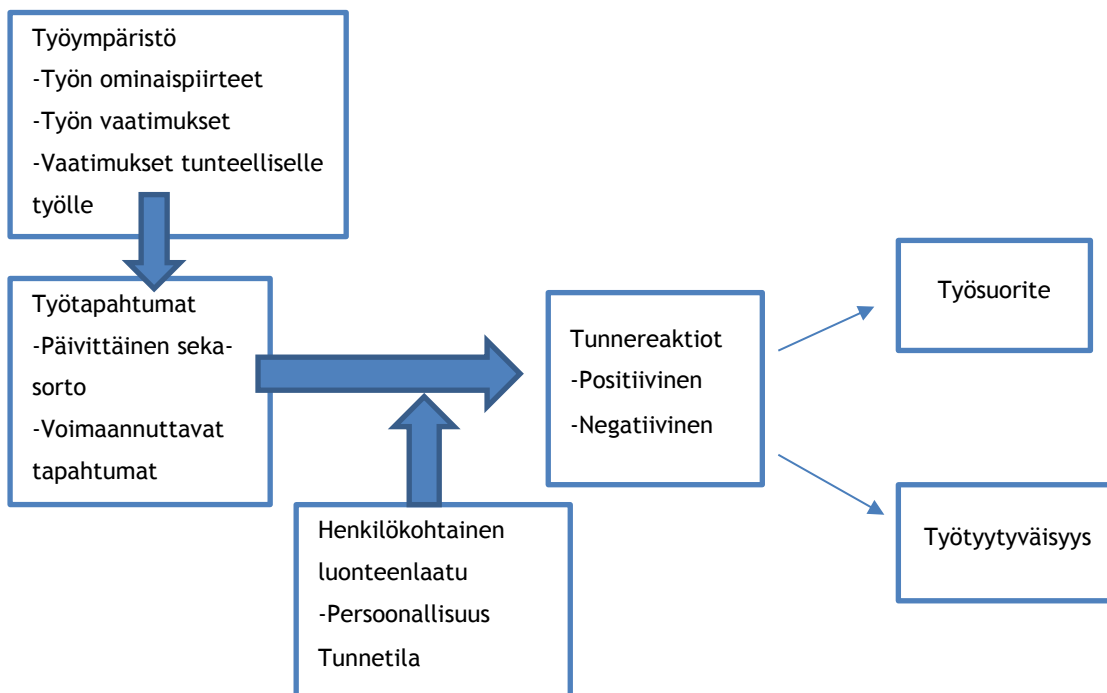 Työympäristö
-Työn ominaispiirteet
-Työn vaatimukset
-Vaatimukset tunteelliselle
työlle
Työtapahtumat
-Päivittäinen seka-
sorto
-Voimaannuttavat
tapahtumat
Henkilökohtainen
luonteenlaatu
-Persoonallisuus
Tunnetila
Tunnereaktiot
-Positiivinen
-Negatiivinen
Työsuorite
Työtyytyväisyys